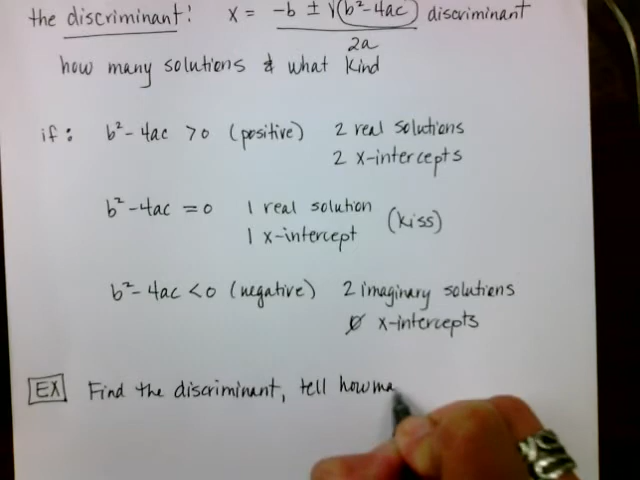 the discriminant! x = -b ± √(b²-4ac) discriminant
2a
how many solutions & what kind
if: b²-4ac >0 (positive) 2 real solutions
2 x-intercepts
b²-4ac =0 1 real solution
1 x-intercept (kiss)
b²-4ac <0 (negative) 2 imaginary solutions
∅ x-intercepts
EX Find the discriminant, tell how ma